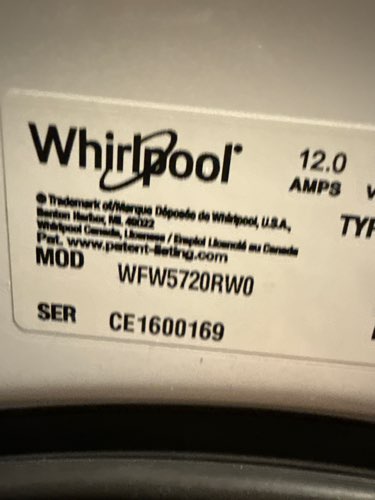 Whirlpool®
12.0
AMPS V
® Trademark of/Marque Déposée de Whirlpool, U.S.A.,
Benton Harbor, MI. 49022
Whirlpool Canada, Licensee / Emploi Licencié au Canada
Pat. www.patent-listing.com
TYP
MOD WFW5720RW0
SER CE1600169